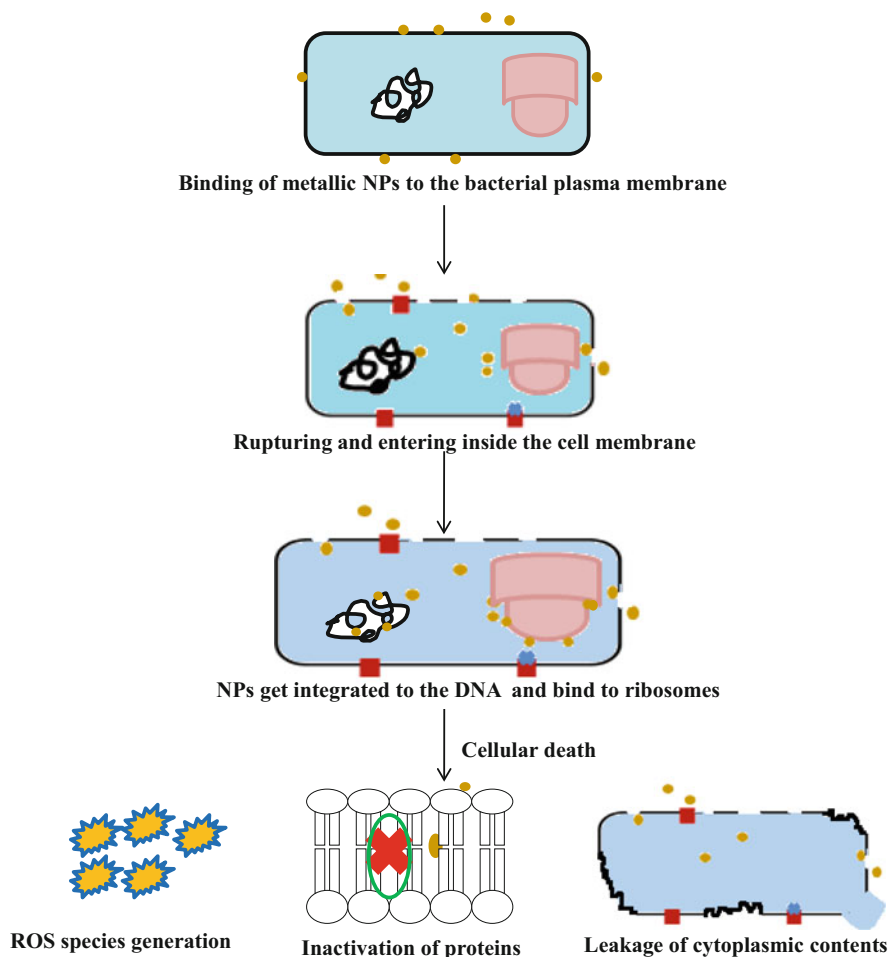 Binding of metallic NPs to the bacterial plasma membrane
Rupturing and entering inside the cell membrane
NPs get integrated to the DNA and bind to ribosomes
Cellular death
ROS species generation
Inactivation of proteins
Leakage of cytoplasmic contents